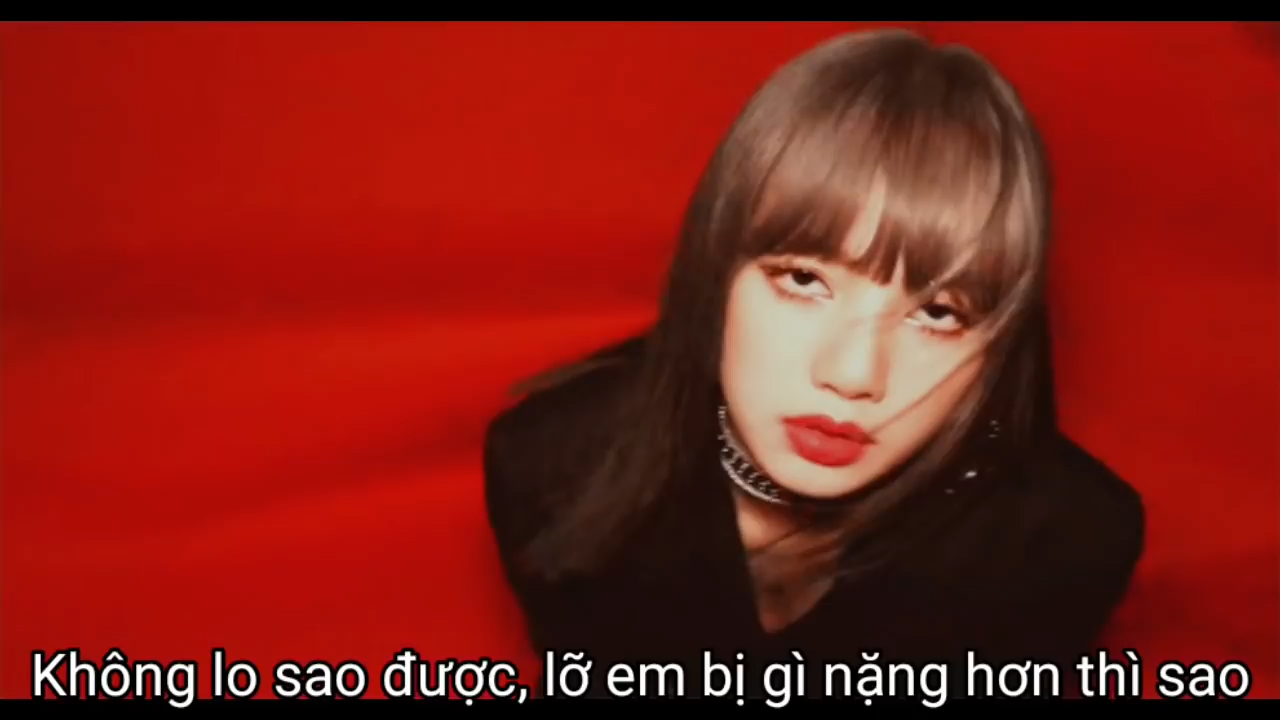 Không lo sao được, lỡ em bị gì nặng hơn thì sao